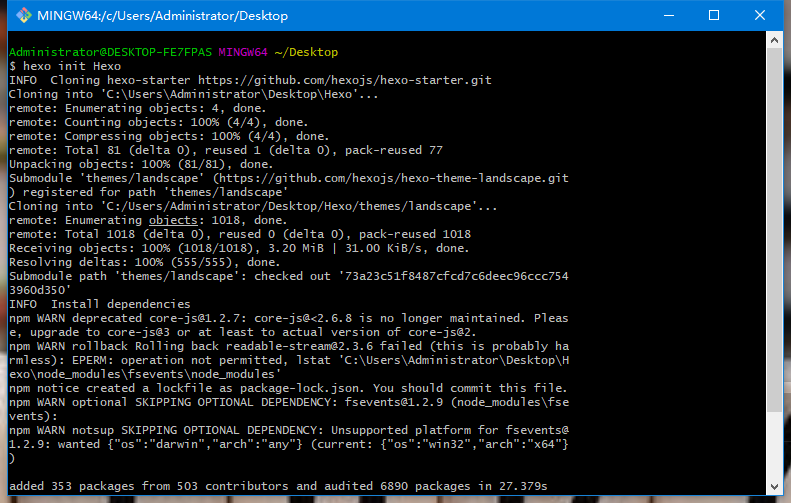 MINGW64:/c/Users/Administrator/Desktop
Administrator@DESKTOP-FE7FPAS MINGW64 ~/Desktop
$ hexo init Hexo
INFO  Cloning hexo-starter https://github.com/hexojs/hexo-starter.git
Cloning into 'C:\Users\Administrator\Desktop\Hexo'...
remote: Enumerating objects: 4, done.
remote: Counting objects: 100% (4/4), done.
remote: Compressing objects: 100% (4/4), done.
remote: Total 81 (delta 0), reused 1 (delta 0), pack-reused 77
Unpacking objects: 100% (81/81), done.
Submodule 'themes/landscape' (https://github.com/hexojs/hexo-theme-landscape.git
) registered for path 'themes/landscape'
Cloning into 'C:/Users/Administrator/Desktop/Hexo/themes/landscape'...
remote: Enumerating objects: 1018, done.
remote: Total 1018 (delta 0), reused 0 (delta 0), pack-reused 1018
Receiving objects: 100% (1018/1018), 3.20 MiB | 31.00 KiB/s, done.
Resolving deltas: 100% (555/555), done.
Submodule path 'themes/landscape': checked out '73a23c51f8487cfcd7c6deec96ccc754
3960d350'
INFO  Install dependencies
npm WARN deprecated core-js@1.2.7: core-js@<2.6.8 is no longer maintained. Pleas
e, upgrade to core-js@3 or at least to actual version of core-js@2.
npm WARN rollback Rolling back readable-stream@2.3.6 failed (this is probably ha
rmless): EPERM: operation not permitted, lstat 'C:\Users\Administrator\Desktop\H
exo\node_modules\fsevents\node_modules'
npm notice created a lockfile as package-lock.json. You should commit this file.
npm WARN optional SKIPPING OPTIONAL DEPENDENCY: fsevents@1.2.9 (node_modules\fse
vents):
npm WARN notsup SKIPPING OPTIONAL DEPENDENCY: Unsupported platform for fsevents@
1.2.9: wanted {"os":"darwin","arch":"any"} (current: {"os":"win32","arch":"x64"}
)
added 353 packages from 503 contributors and audited 6890 packages in 27.379s